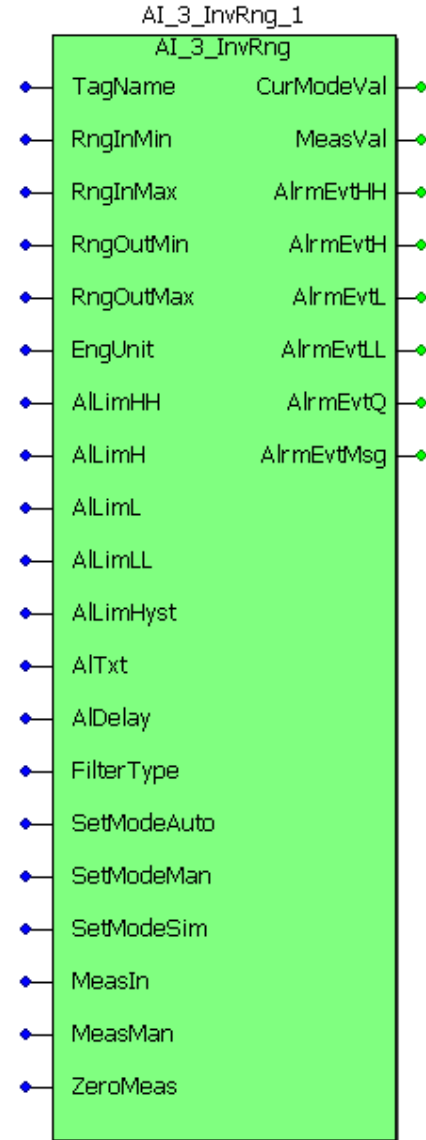 AI_3_InvRng_1
AI_3_InvRng
TagName CurModeVal
RngInMin MeasVal
RngInMax AlrmEvtHH
RngOutMin AlrmEvtH
RngOutMax AlrmEvtL
EngUnit AlrmEvtLL
AlLimHH AlrmEvtQ
AlLimH AlrmEvtMsg
AlLimL
AlLimLL
AlLimHyst
AlTxt
AlDelay
FilterType
SetModeAuto
SetModeMan
SetModeSim
MeasIn
MeasMan
ZeroMeas